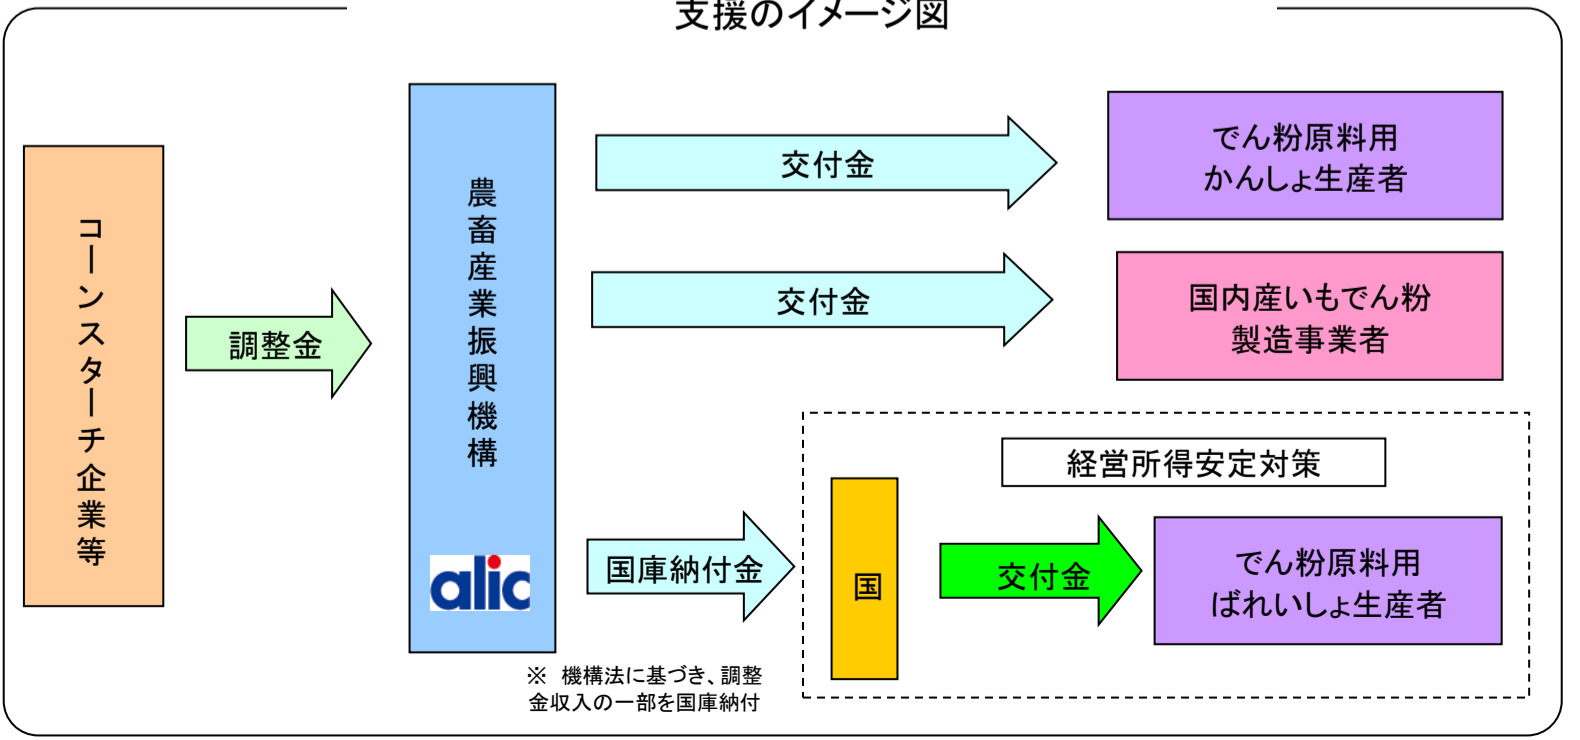 支援のイメージ図
コーンスターチ企業等
調整金
農畜産業振興機構
alic
交付金
でん粉原料用
かんしょ生産者
交付金
国内産いもでん粉
製造事業者
国庫納付金
※ 機構法に基づき、調整
金収入の一部を国庫納付
経営所得安定対策
国
交付金
でん粉原料用
ばれいしょ生産者